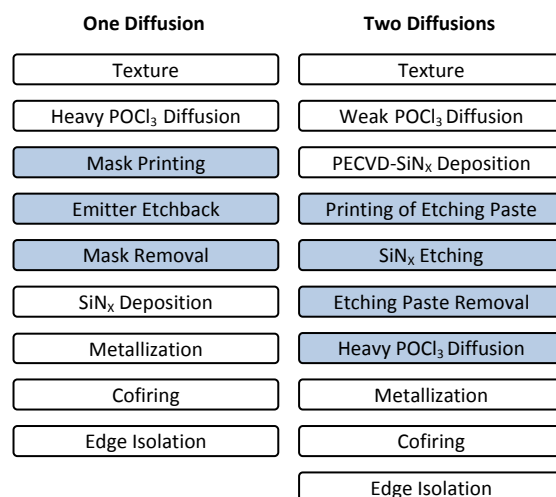 One Diffusion
Texture
Heavy POCl₃ Diffusion
Mask Printing
Emitter Etchback
Mask Removal
SiNₓ Deposition
Metallization
Cofiring
Edge Isolation
Two Diffusions
Texture
Weak POCl₃ Diffusion
PECVD-SiNₓ Deposition
Printing of Etching Paste
SiNₓ Etching
Etching Paste Removal
Heavy POCl₃ Diffusion
Metallization
Cofiring
Edge Isolation